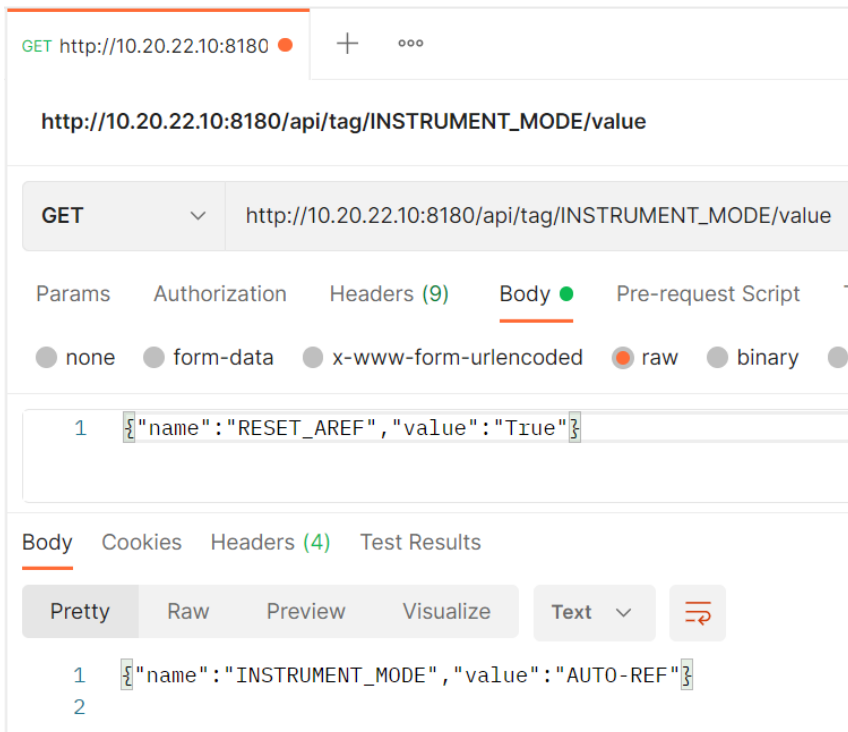 GET http://10.20.22.10:8180
http://10.20.22.10:8180/api/tag/INSTRUMENT_MODE/value
GET http://10.20.22.10:8180/api/tag/INSTRUMENT_MODE/value
Params Authorization Headers (9) Body Pre-request Script
none form-data x-www-form-urlencoded raw binary
1 {"name":"RESET_AREF","value":"True"}
Body Cookies Headers (4) Test Results
Pretty Raw Preview Visualize Text
1 {"name":"INSTRUMENT_MODE","value":"AUTO-REF"}
2